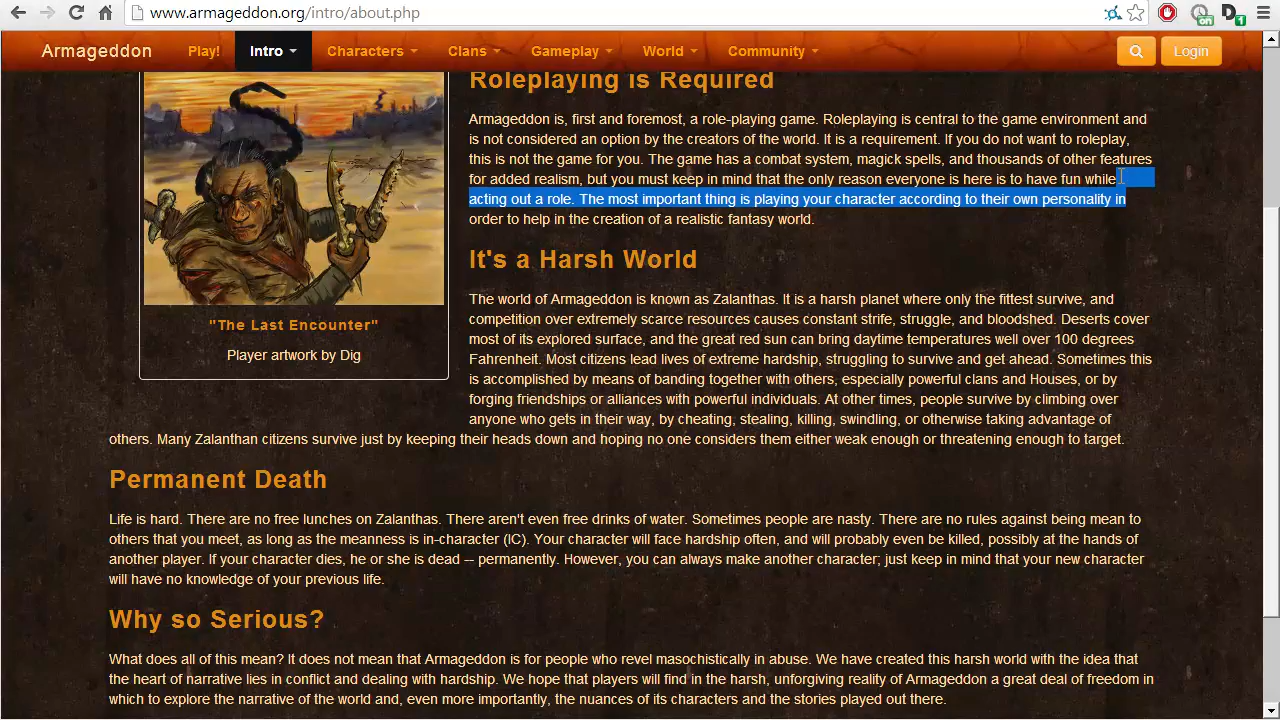 www.armageddon.org/intro/about.php
on
1
Armageddon Play! Intro Characters Clans Gameplay World Community Login
Roleplaying is Required
Armageddon is, first and foremost, a role-playing game. Roleplaying is central to the game environment and
is not considered an option by the creators of the world. It is a requirement. If you do not want to roleplay,
this is not the game for you. The game has a combat system, magick spells, and thousands of other features
for added realism, but you must keep in mind that the only reason everyone is here is to have fun while
acting out a role. The most important thing is playing your character according to their own personality in
order to help in the creation of a realistic fantasy world.
"The Last Encounter"
Player artwork by Dig
It's a Harsh World
The world of Armageddon is known as Zalanthas. It is a harsh planet where only the fittest survive, and
competition over extremely scarce resources causes constant strife, struggle, and bloodshed. Deserts cover
most of its explored surface, and the great red sun can bring daytime temperatures well over 100 degrees
Fahrenheit. Most citizens lead lives of extreme hardship, struggling to survive and get ahead. Sometimes this
is accomplished by means of banding together with others, especially powerful clans and Houses, or by
forging friendships or alliances with powerful individuals. At other times, people survive by climbing over
anyone who gets in their way, by cheating, stealing, killing, swindling, or otherwise taking advantage of
others. Many Zalanthan citizens survive just by keeping their heads down and hoping no one considers them either weak enough or threatening enough to target.
Permanent Death
Life is hard. There are no free lunches on Zalanthas. There aren't even free drinks of water. Sometimes people are nasty. There are no rules against being mean to
others that you meet, as long as the meanness is in-character (IC). Your character will face hardship often, and will probably even be killed, possibly at the hands of
another player. If your character dies, he or she is dead -- permanently. However, you can always make another character; just keep in mind that your new character
will have no knowledge of your previous life.
Why so Serious?
What does all of this mean? It does not mean that Armageddon is for people who revel masochistically in abuse. We have created this harsh world with the idea that
the heart of narrative lies in conflict and dealing with hardship. We hope that players will find in the harsh, unforgiving reality of Armageddon a great deal of freedom in
which to explore the narrative of the world and, even more importantly, the nuances of its characters and the stories played out there.